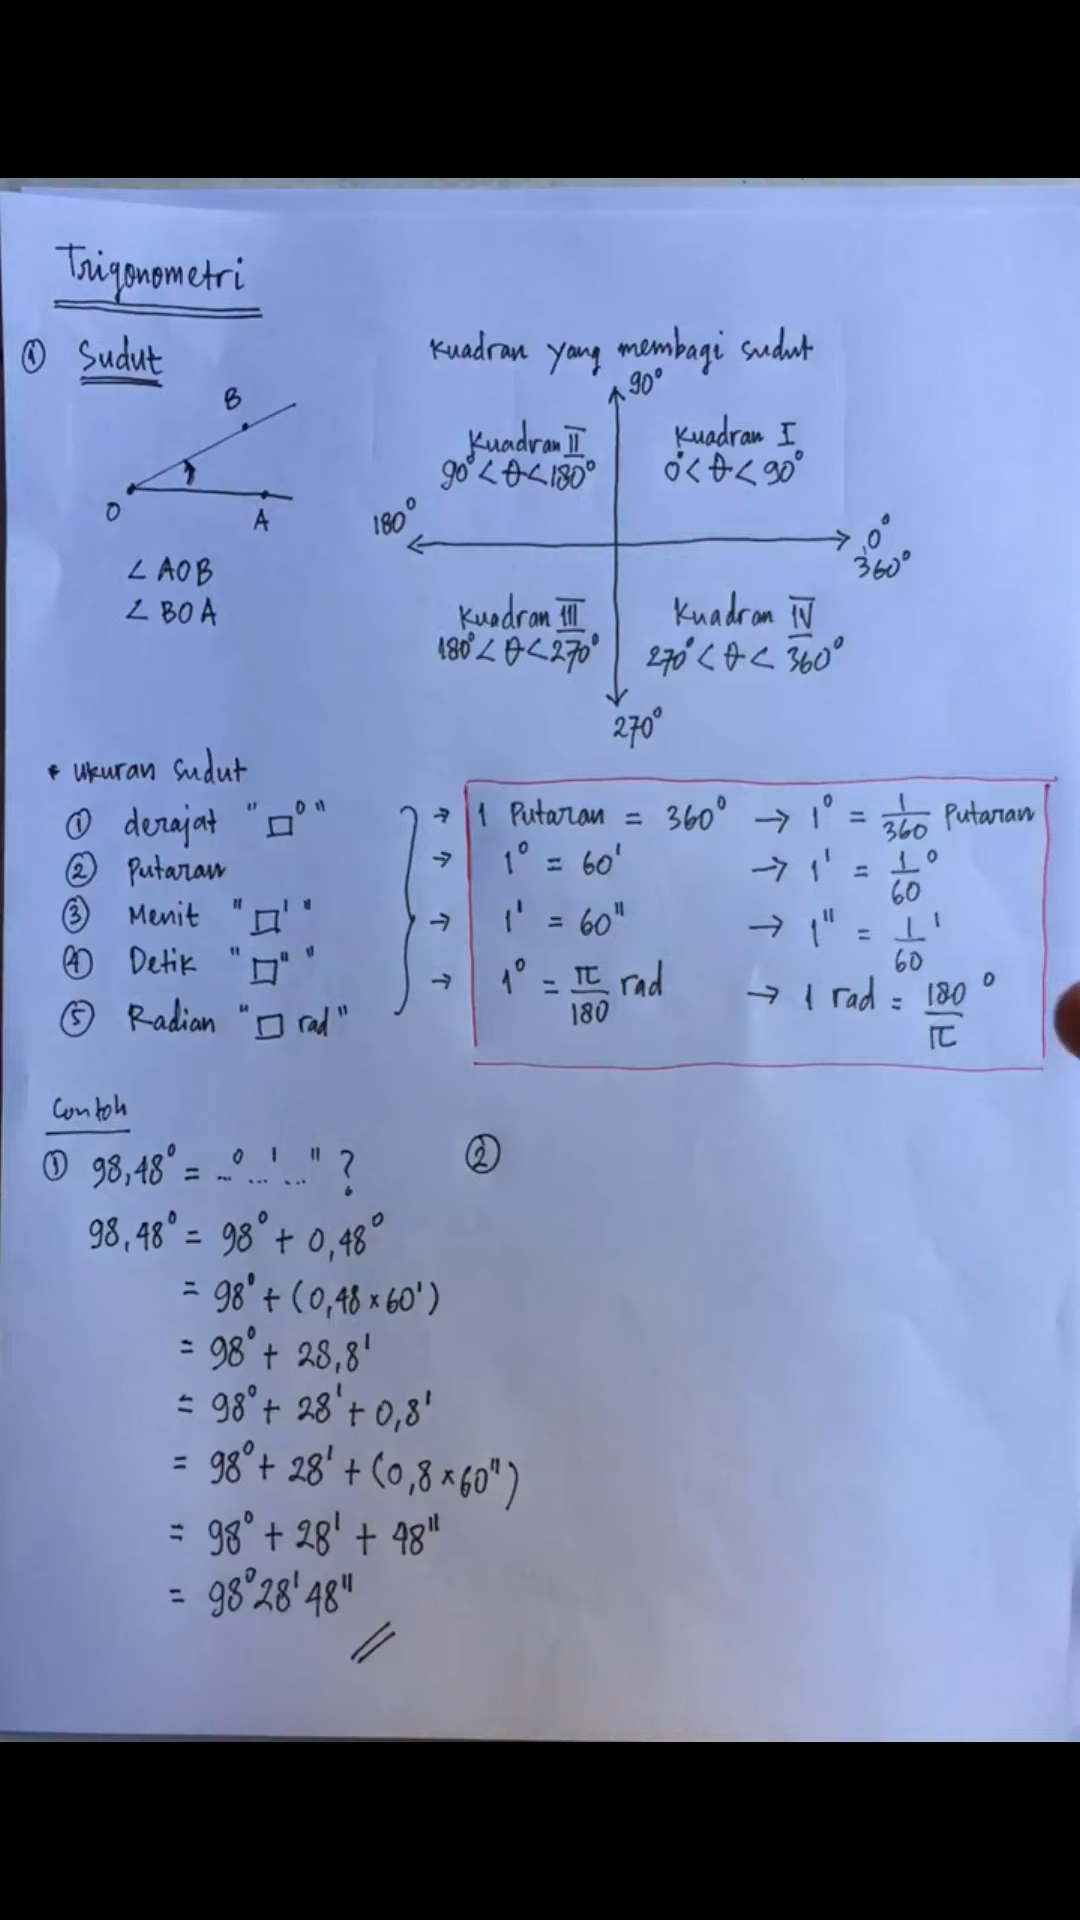 Trigonometri
① Sudut
B
O
A
∠ AOB
∠ BOA
Kuadran yang membagi sudut
90°
Kuadran II
90° < θ < 180°
Kuadran I
0° < θ < 90°
180°
0°
360°
Kuadran III
180° < θ < 270°
Kuadran IV
270° < θ < 360°
270°
• ukuran sudut
① derajat "□°"
② Putaran
③ Menit "□'"
④ Detik "□""
⑤ Radian "□ rad"
→ 1 Putaran = 360° → 1° = 1/360 Putaran
→ 1° = 60' → 1' = 1/60°
→ 1' = 60" → 1" = 1/60'
→ 1° = π/180 rad → 1 rad = 180/π°
Contoh
① 98,48° = ...° ...' ..." ?
98,48° = 98° + 0,48°
= 98° + (0,48 × 60')
= 98° + 28,8'
= 98° + 28' + 0,8'
= 98° + 28' + (0,8 × 60")
= 98° + 28' + 48"
= 98°28'48"
②